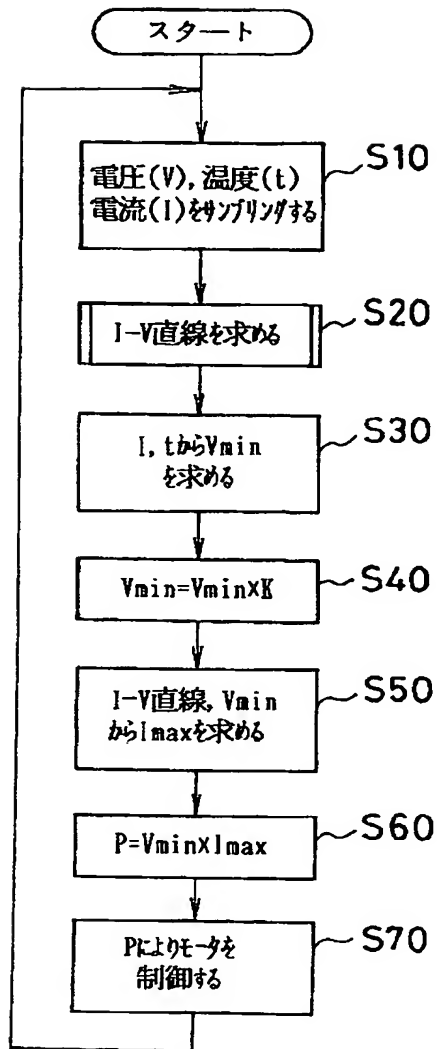 スタート
S10
電圧(V), 温度(t)
電流(I)をサンプリングする
S20
I-V直線を求める
S30
I, tからVmin
を求める
S40
Vmin=Vmin×K
S50
I-V直線, Vmin
からImaxを求める
S60
P=Vmin×Imax
S70
Pによりモータを
制御する